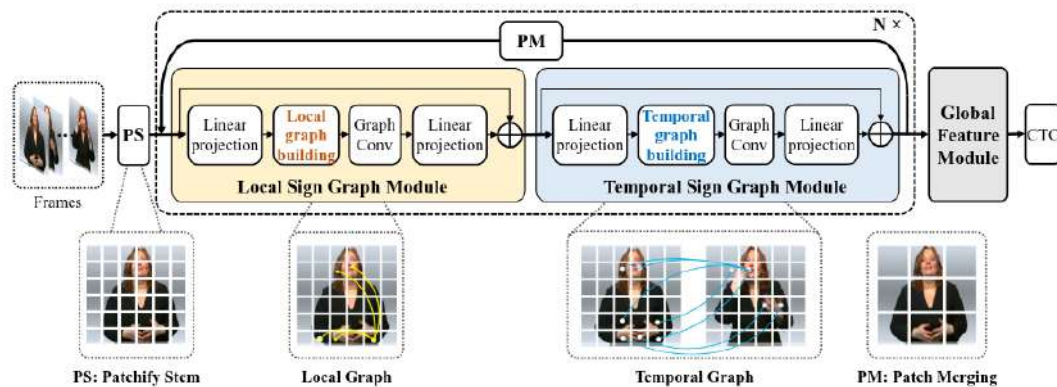 N ×
PM
Frames
PS
Linear
projection
Local
graph
building
Graph
Conv
Linear
projection
Local Sign Graph Module
Linear
projection
Temporal
graph
building
Graph
Conv
Linear
projection
Temporal Sign Graph Module
Global
Feature
Module
CTC
PS: Patchify Stem
Local Graph
Temporal Graph
PM: Patch Merging